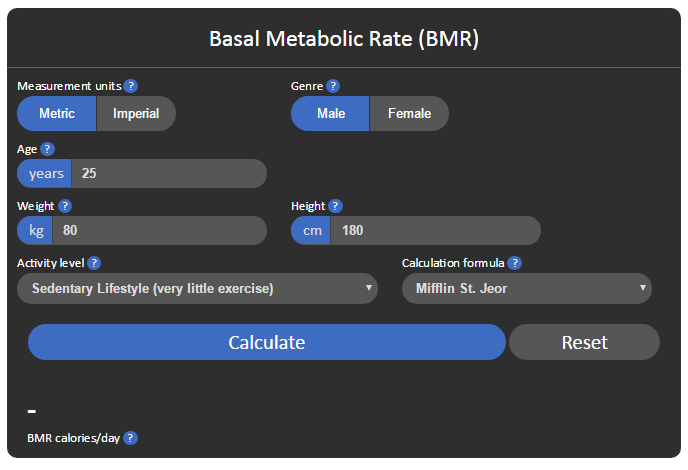 Basal Metabolic Rate (BMR)
Measurement units ? Genre ?
Metric Imperial Male Female
Age ?
years 25
Weight ? Height ?
kg 80 cm 180
Activity level ? Calculation formula ?
Sedentary Lifestyle (very little exercise) Mifflin St. Jeor
Calculate Reset
-
BMR calories/day ?